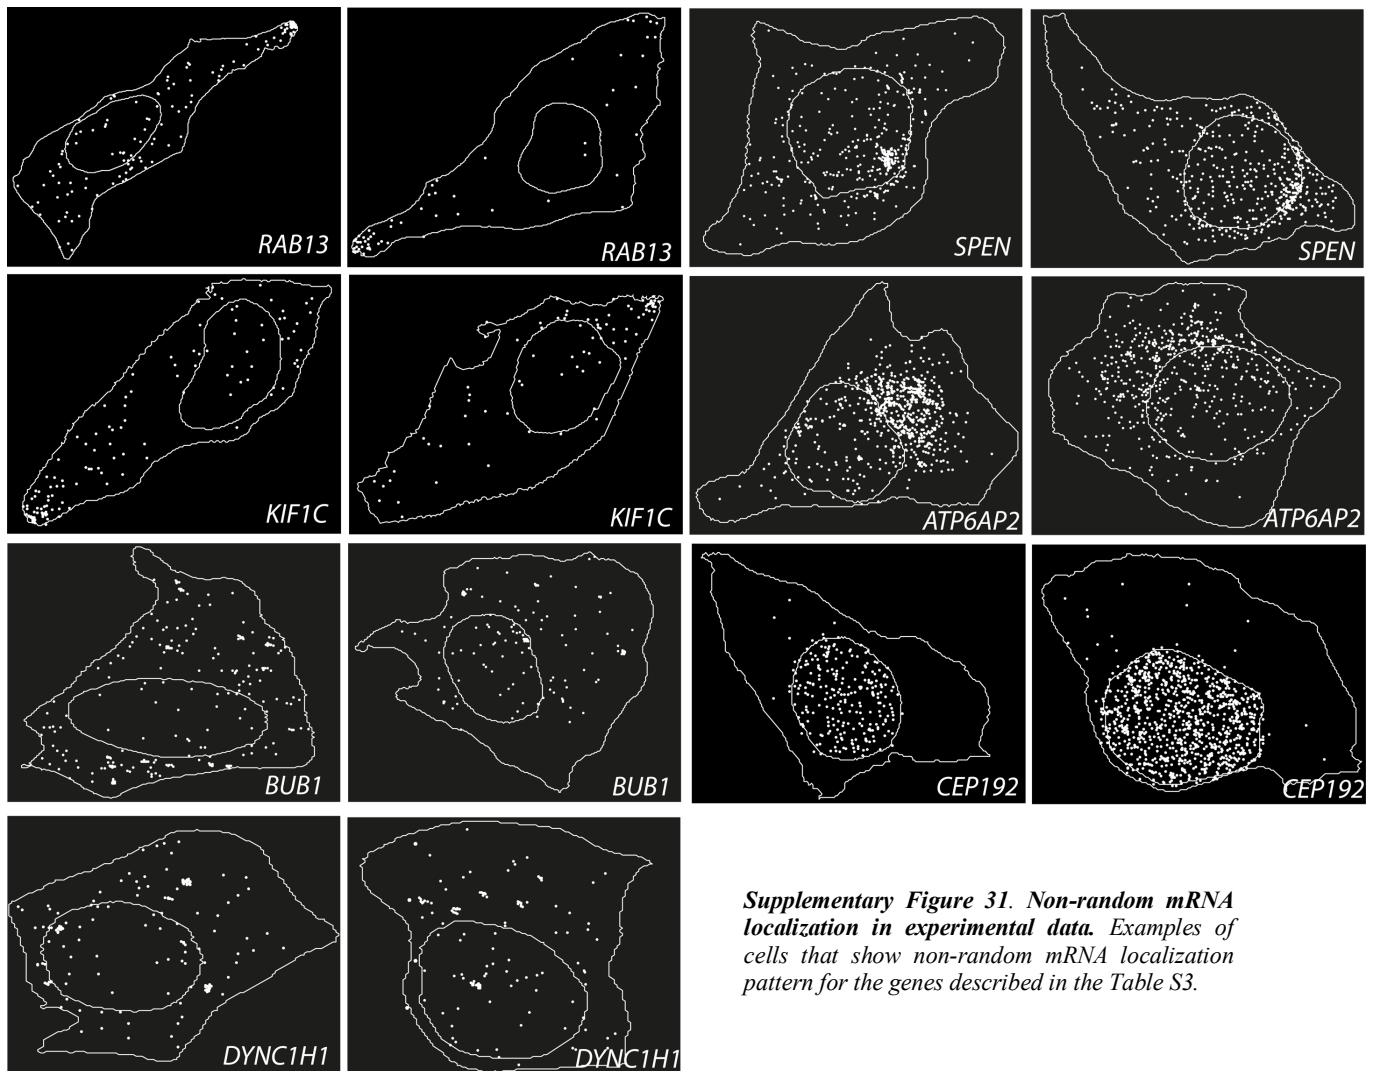 RAB13
RAB13
SPEN
SPEN
KIF1C
KIF1C
ATP6AP2
ATP6AP2
BUB1
BUB1
CEP192
CEP192
DYNC1H1
DYNC1H1
Supplementary Figure 31. Non-random mRNA
localization in experimental data. Examples of
cells that show non-random mRNA localization
pattern for the genes described in the Table S3.